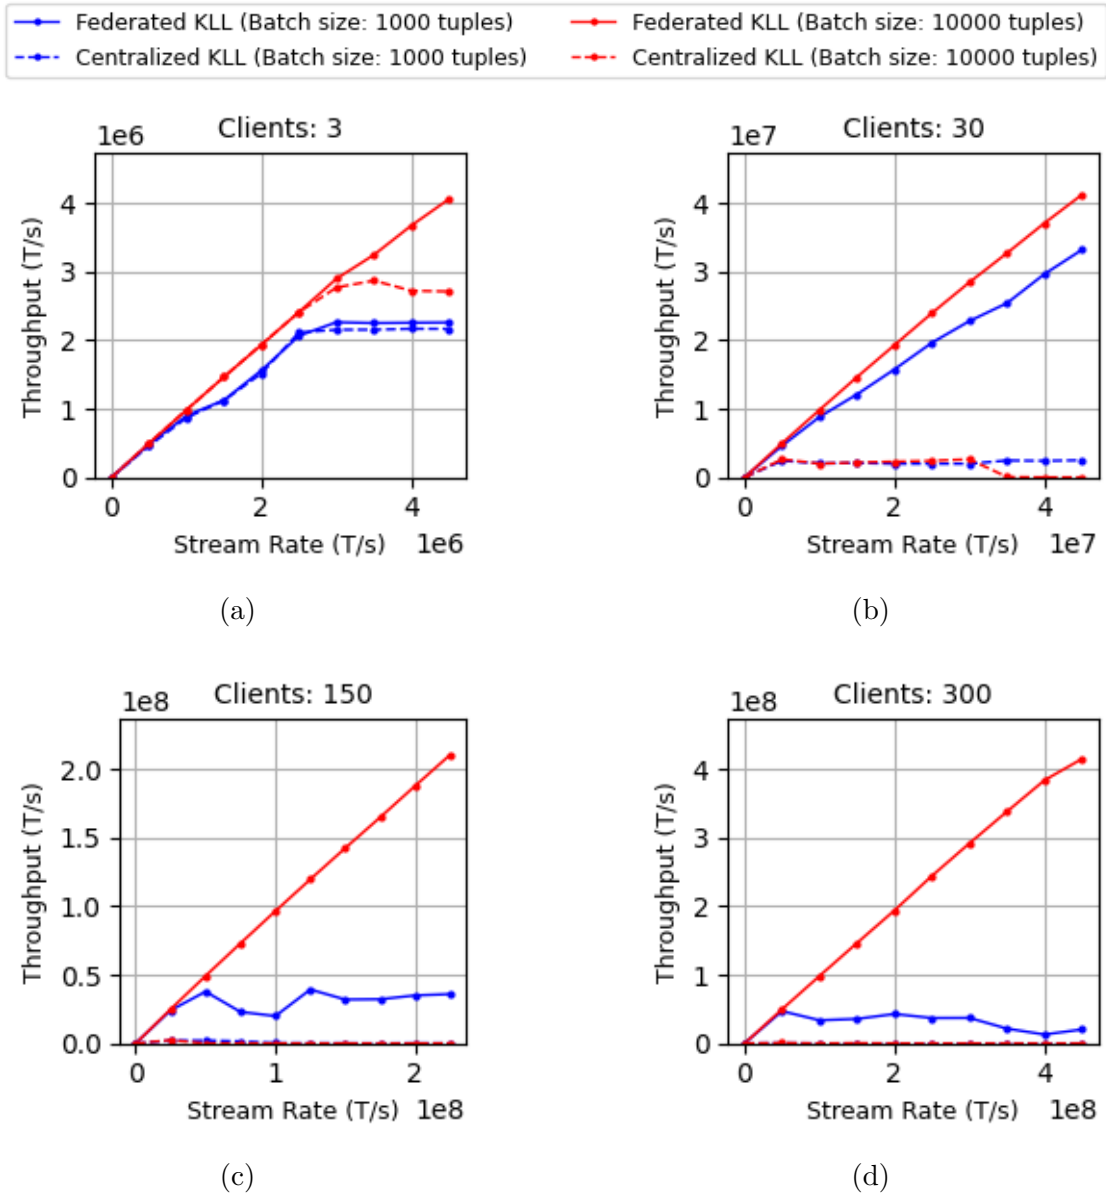 Federated KLL (Batch size: 1000 tuples) Federated KLL (Batch size: 10000 tuples)
Centralized KLL (Batch size: 1000 tuples) Centralized KLL (Batch size: 10000 tuples)
1e6 Clients: 3
4
3
2
1
0
Throughput (T/s)
0 2 4
Stream Rate (T/s) 1e6
(a)
1e7 Clients: 30
4
3
2
1
0
Throughput (T/s)
0 2 4
Stream Rate (T/s) 1e7
(b)
1e8 Clients: 150
2.0
1.5
1.0
0.5
0.0
Throughput (T/s)
0 1 2
Stream Rate (T/s) 1e8
(c)
1e8 Clients: 300
4
3
2
1
0
Throughput (T/s)
0 2 4
Stream Rate (T/s) 1e8
(d)